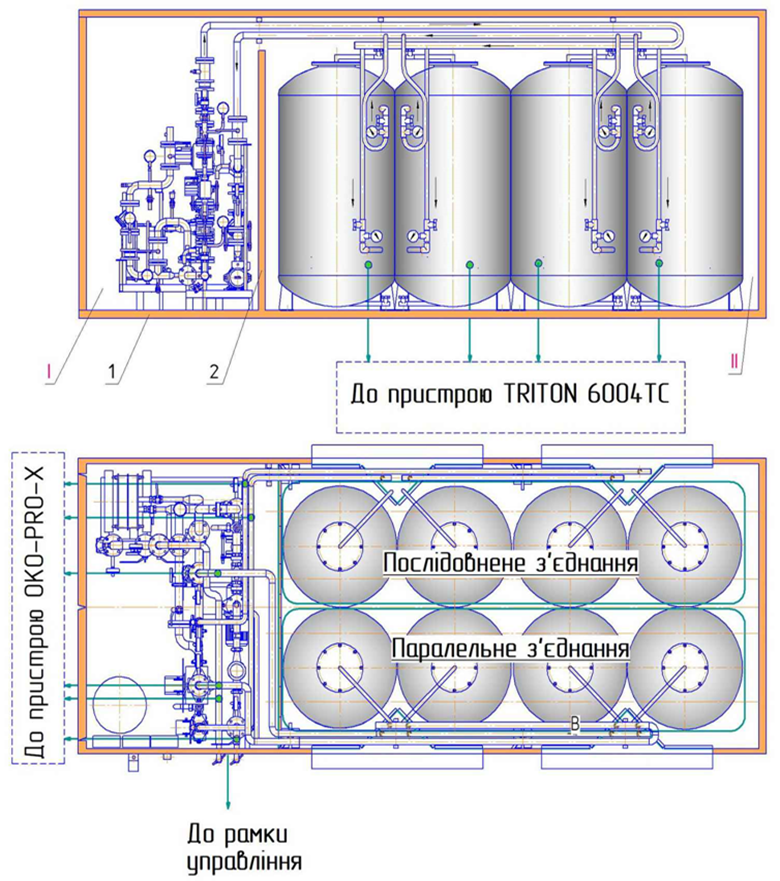 I
1
2
II
До пристрою TRITON 6004TC
До пристрою OKO-PRO-X
Послідовнене з'єднання
Паралельне з'єднання
В
До рамки
управління